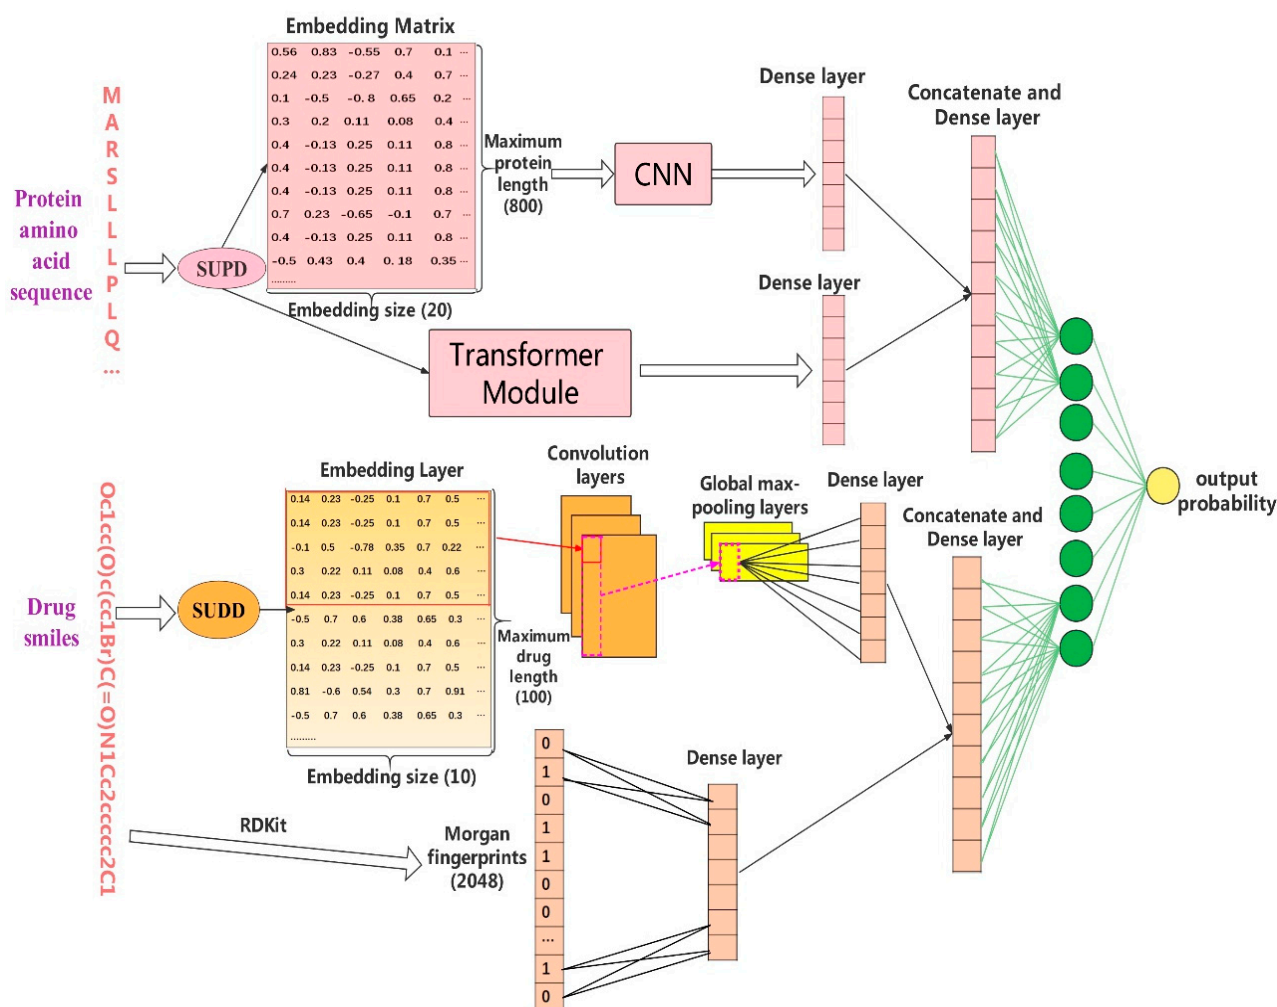 Embedding Matrix
0.56 0.83 -0.55 0.7 0.1 ...
0.24 0.23 -0.27 0.4 0.7 ...
0.1 -0.5 -0. 8 0.65 0.2 ...
0.3 0.2 0.11 0.08 0.4 ...
0.4 -0.13 0.25 0.11 0.8 ...
0.4 -0.13 0.25 0.11 0.8 ...
0.4 -0.13 0.25 0.11 0.8 ...
0.7 0.23 -0.65 -0.1 0.7 ...
0.4 -0.13 0.25 0.11 0.8 ...
-0.5 0.43 0.4 0. 18 0.35 ...
.........
Embedding size (20)
Maximum
protein
length
(800)
Protein
amino
acid
sequence
M
A
R
S
L
L
L
P
L
Q
...
SUPD
CNN
Dense layer
Transformer
Module
Dense layer
Concatenate and
Dense layer
output
probability
Drug
smiles
Oc1cc(O)c(cc1Br)C(=O)N1Cc2ccccc2C1
SUDD
Embedding Layer
0.14 0.23 -0.25 0.1 0.7 0.5 ...
0.14 0.23 -0.25 0.1 0.7 0.5 ...
-0.1 0.5 -0.78 0.35 0.7 0.22 ...
0.3 0.22 0.11 0.08 0.4 0.6 ...
0.14 0.23 -0.25 0.1 0.7 0.5 ...
-0.5 0.7 0.6 0.38 0.65 0.3 ...
0.3 0.22 0.11 0.08 0.4 0.6 ...
0.14 0.23 -0.25 0.1 0.7 0.5 ...
0.81 -0.6 0.54 0.3 0.7 0.91 ...
-0.5 0.7 0.6 0.38 0.65 0.3 ...
.........
Embedding size (10)
Maximum
drug
length
(100)
Convolution
layers
Global max-
pooling layers
Dense layer
Concatenate and
Dense layer
RDKit
Morgan
fingerprints
(2048)
0
1
0
1
1
0
0
...
1
0
Dense layer